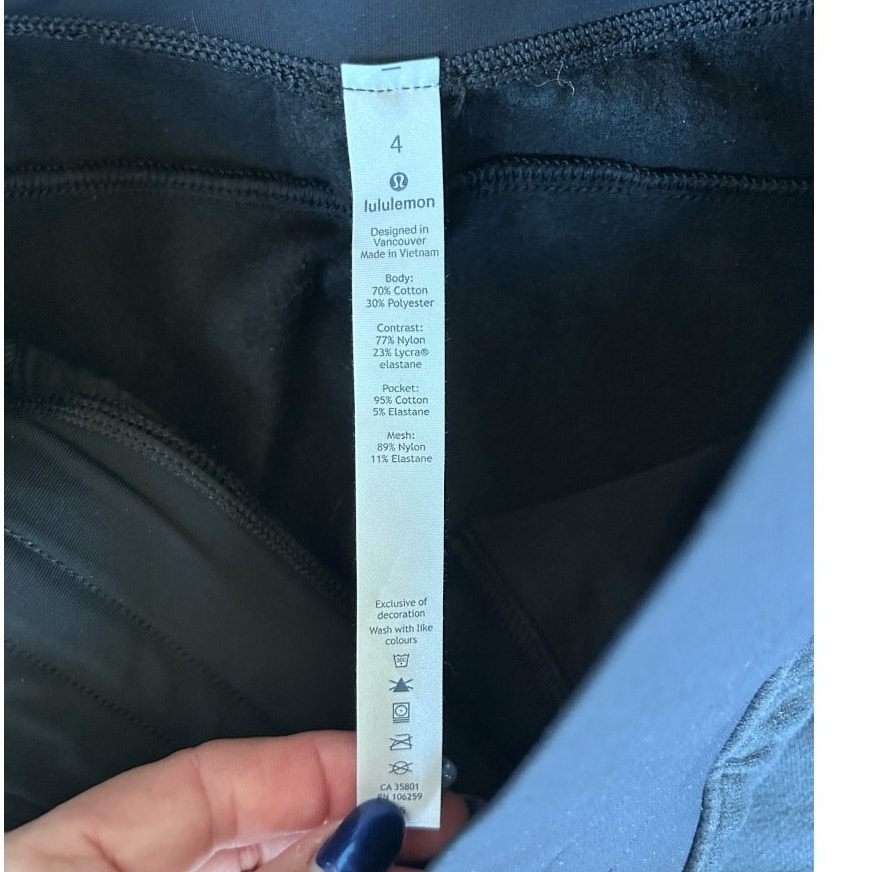 4
lululemon
Designed in
Vancouver
Made in Vietnam
Body:
70% Cotton
30% Polyester
Contrast:
77% Nylon
23% Lycra®
elastane
Pocket:
95% Cotton
5% Elastane
Mesh:
89% Nylon
11% Elastane
Exclusive of
decoration
Wash with like
colours
CA 35801
RN 106259